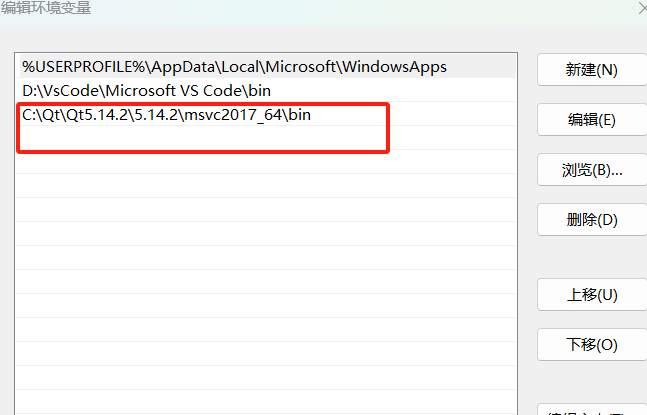 编辑环境变量
%USERPROFILE%\AppData\Local\Microsoft\WindowsApps
D:\VsCode\Microsoft VS Code\bin
C:\Qt\Qt5.14.2\5.14.2\msvc2017_64\bin
新建(N)
编辑(E)
浏览(B)...
删除(D)
上移(U)
下移(O)